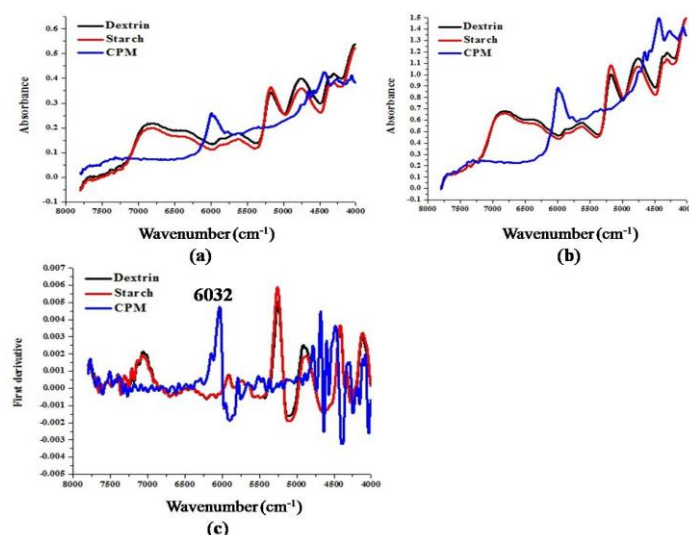 Dextrin
Starch
CPM
Absorbance
0.6
0.5
0.4
0.3
0.2
0.1
0.0
-0.1
8000 7500 7000 6500 6000 5500 5000 4500 4000
Wavenumber (cm-1)
(a)
Dextrin
Starch
CPM
Absorbance
1.5
1.4
1.3
1.2
1.1
1.0
0.9
0.8
0.7
0.6
0.5
0.4
0.3
0.2
0.1
0.0
-0.1
8000 7500 7000 6500 6000 5500 5000 4500 4000
Wavenumber (cm-1)
(b)
Dextrin
Starch
CPM
6032
First derivative
0.007
0.006
0.005
0.004
0.003
0.002
0.001
0.000
-0.001
-0.002
-0.003
-0.004
-0.005
8000 7500 7000 6500 6000 5500 5000 4500 4000
Wavenumber (cm-1)
(c)